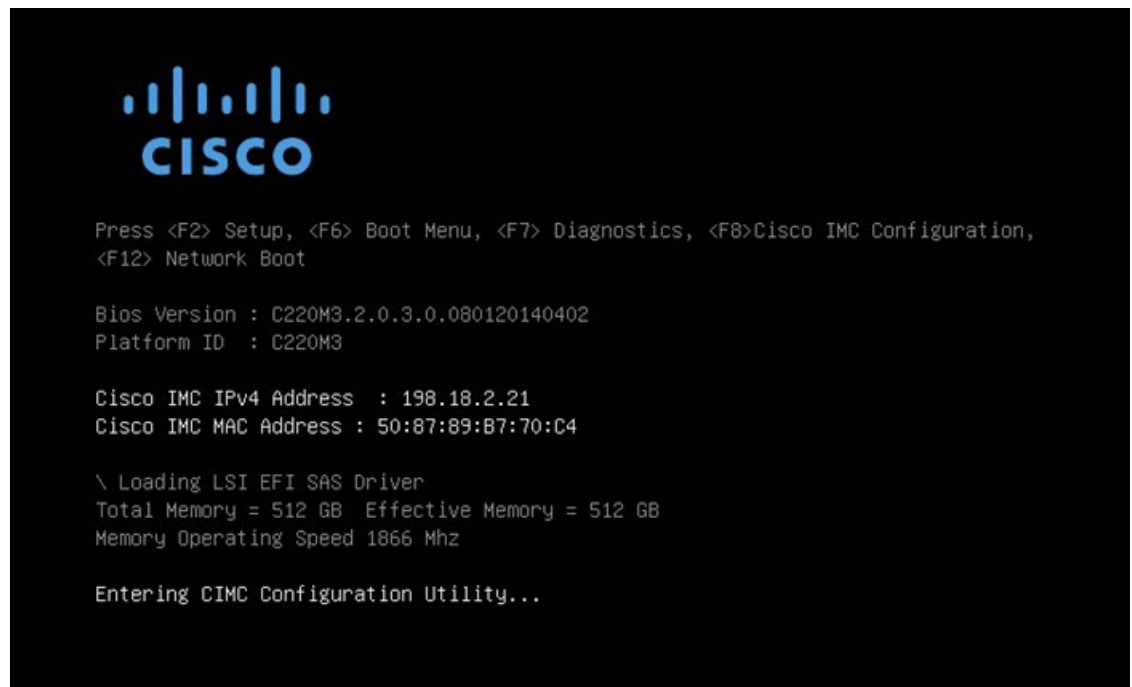 CISCO
Press <F2> Setup, <F6> Boot Menu, <F7> Diagnostics, <F8>Cisco IMC Configuration,
<F12> Network Boot
Bios Version : C220M3.2.0.3.0.080120140402
Platform ID  : C220M3
Cisco IMC IPv4 Address  : 198.18.2.21
Cisco IMC MAC Address : 50:87:89:B7:70:C4
\ Loading LSI EFI SAS Driver
Total Memory = 512 GB  Effective Memory = 512 GB
Memory Operating Speed 1866 Mhz
Entering CIMC Configuration Utility...